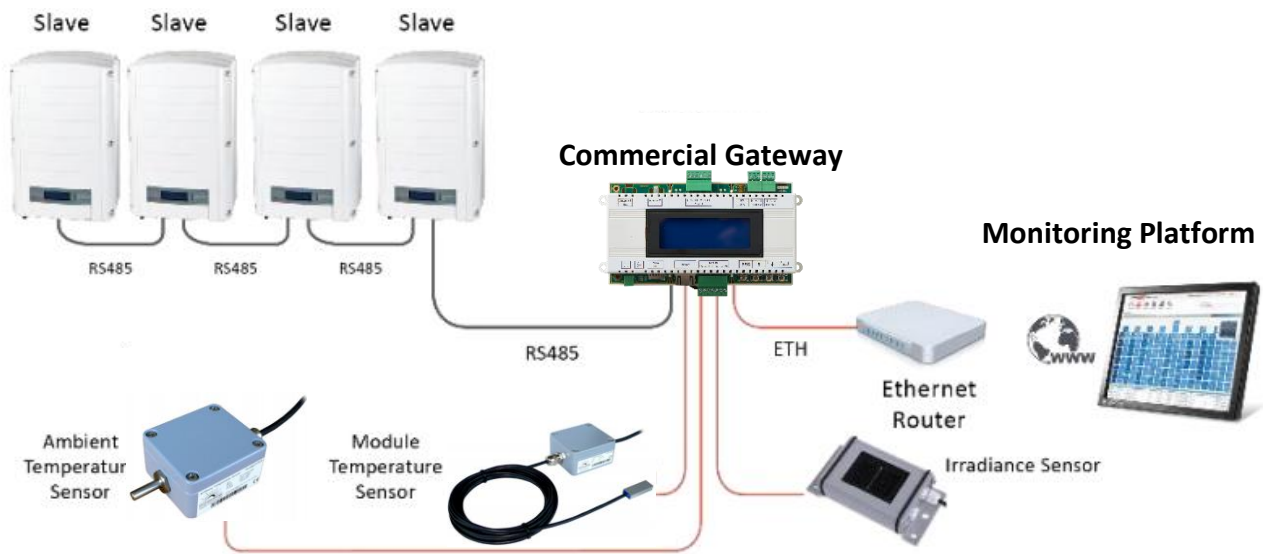 Slave
Slave
Slave
Slave
Commercial Gateway
Monitoring Platform
RS485
RS485
RS485
RS485
ETH
WWW
Ethernet
Router
Ambient
Temperatur
Sensor
Module
Temperature
Sensor
Irradiance Sensor